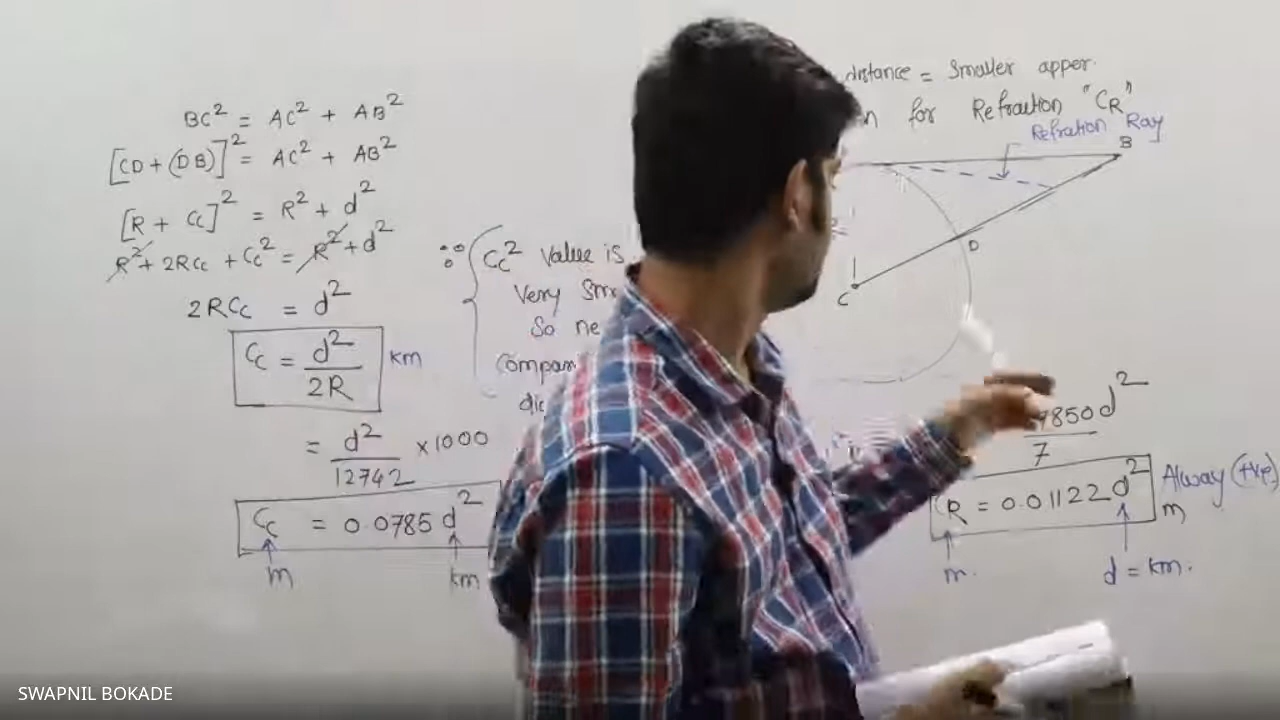 BC² = AC² + AB²
[CD + (DB)]² = AC² + AB²
[R + Cc]² = R² + d²
R² + 2RCc + Cc² = R² + d²
2RCc = d²
Cc = d²/2R km
= d²/12742 × 1000
Cc = 0.0785 d²
m km
∵ Cc² value is
very
So
distance = Smaller apper.
for Refraction "CR"
Refration Ray
B
D
C
7850 d²
7
CR = 0.01122 d² Alway (+ve)
m
m. d = km.
SWAPNIL BOKADE